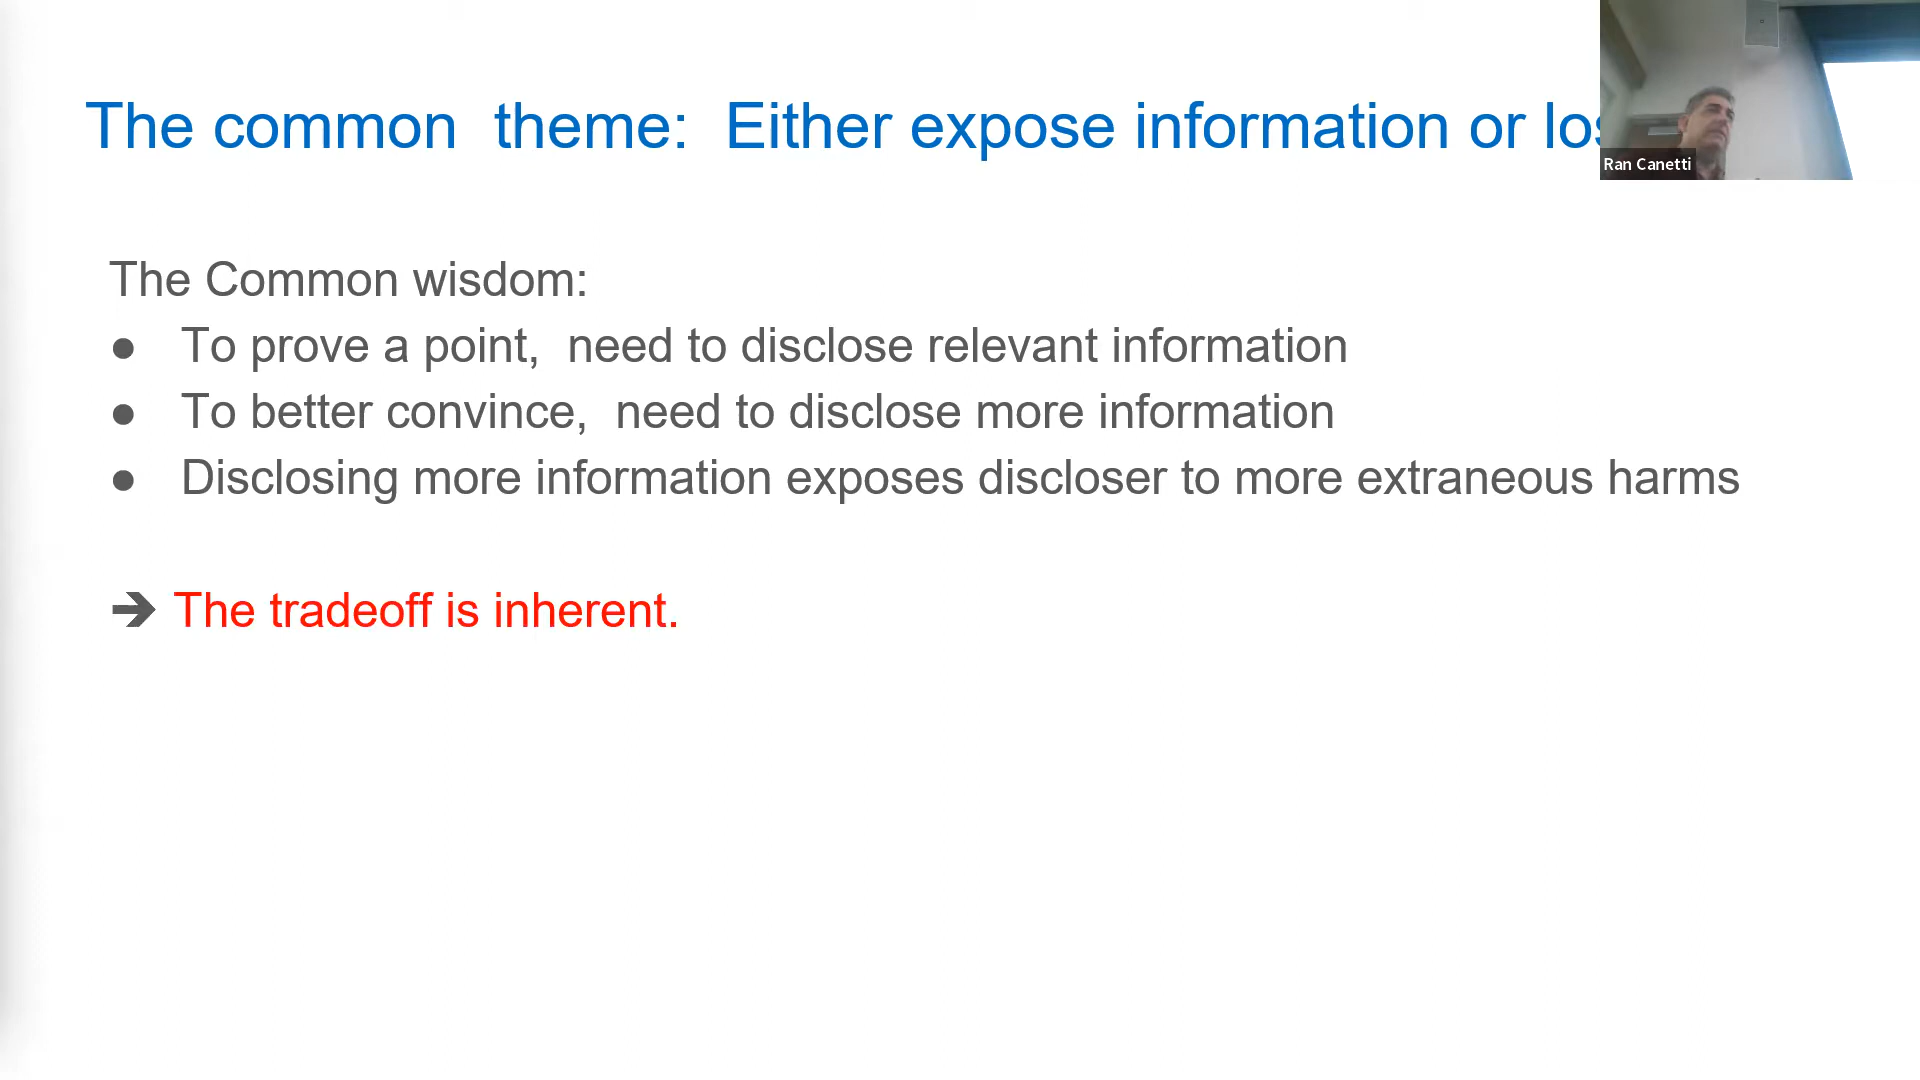 The common theme: Either expose information or
Ran Canetti
The Common wisdom:
● To prove a point, need to disclose relevant information
● To better convince, need to disclose more information
● Disclosing more information exposes discloser to more extraneous harms
➔ The tradeoff is inherent.